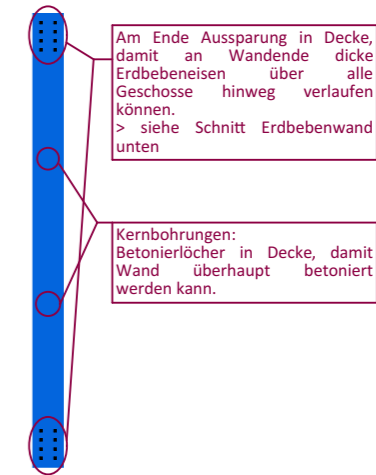 Am Ende Aussparung in Decke,
damit an Wandende dicke
Erdbebeneisen über alle
Geschosse hinweg verlaufen
können.
> siehe Schnitt Erdbebenwand
unten
Kernbohrungen:
Betonierlöcher in Decke, damit
Wand überhaupt betoniert
werden kann.